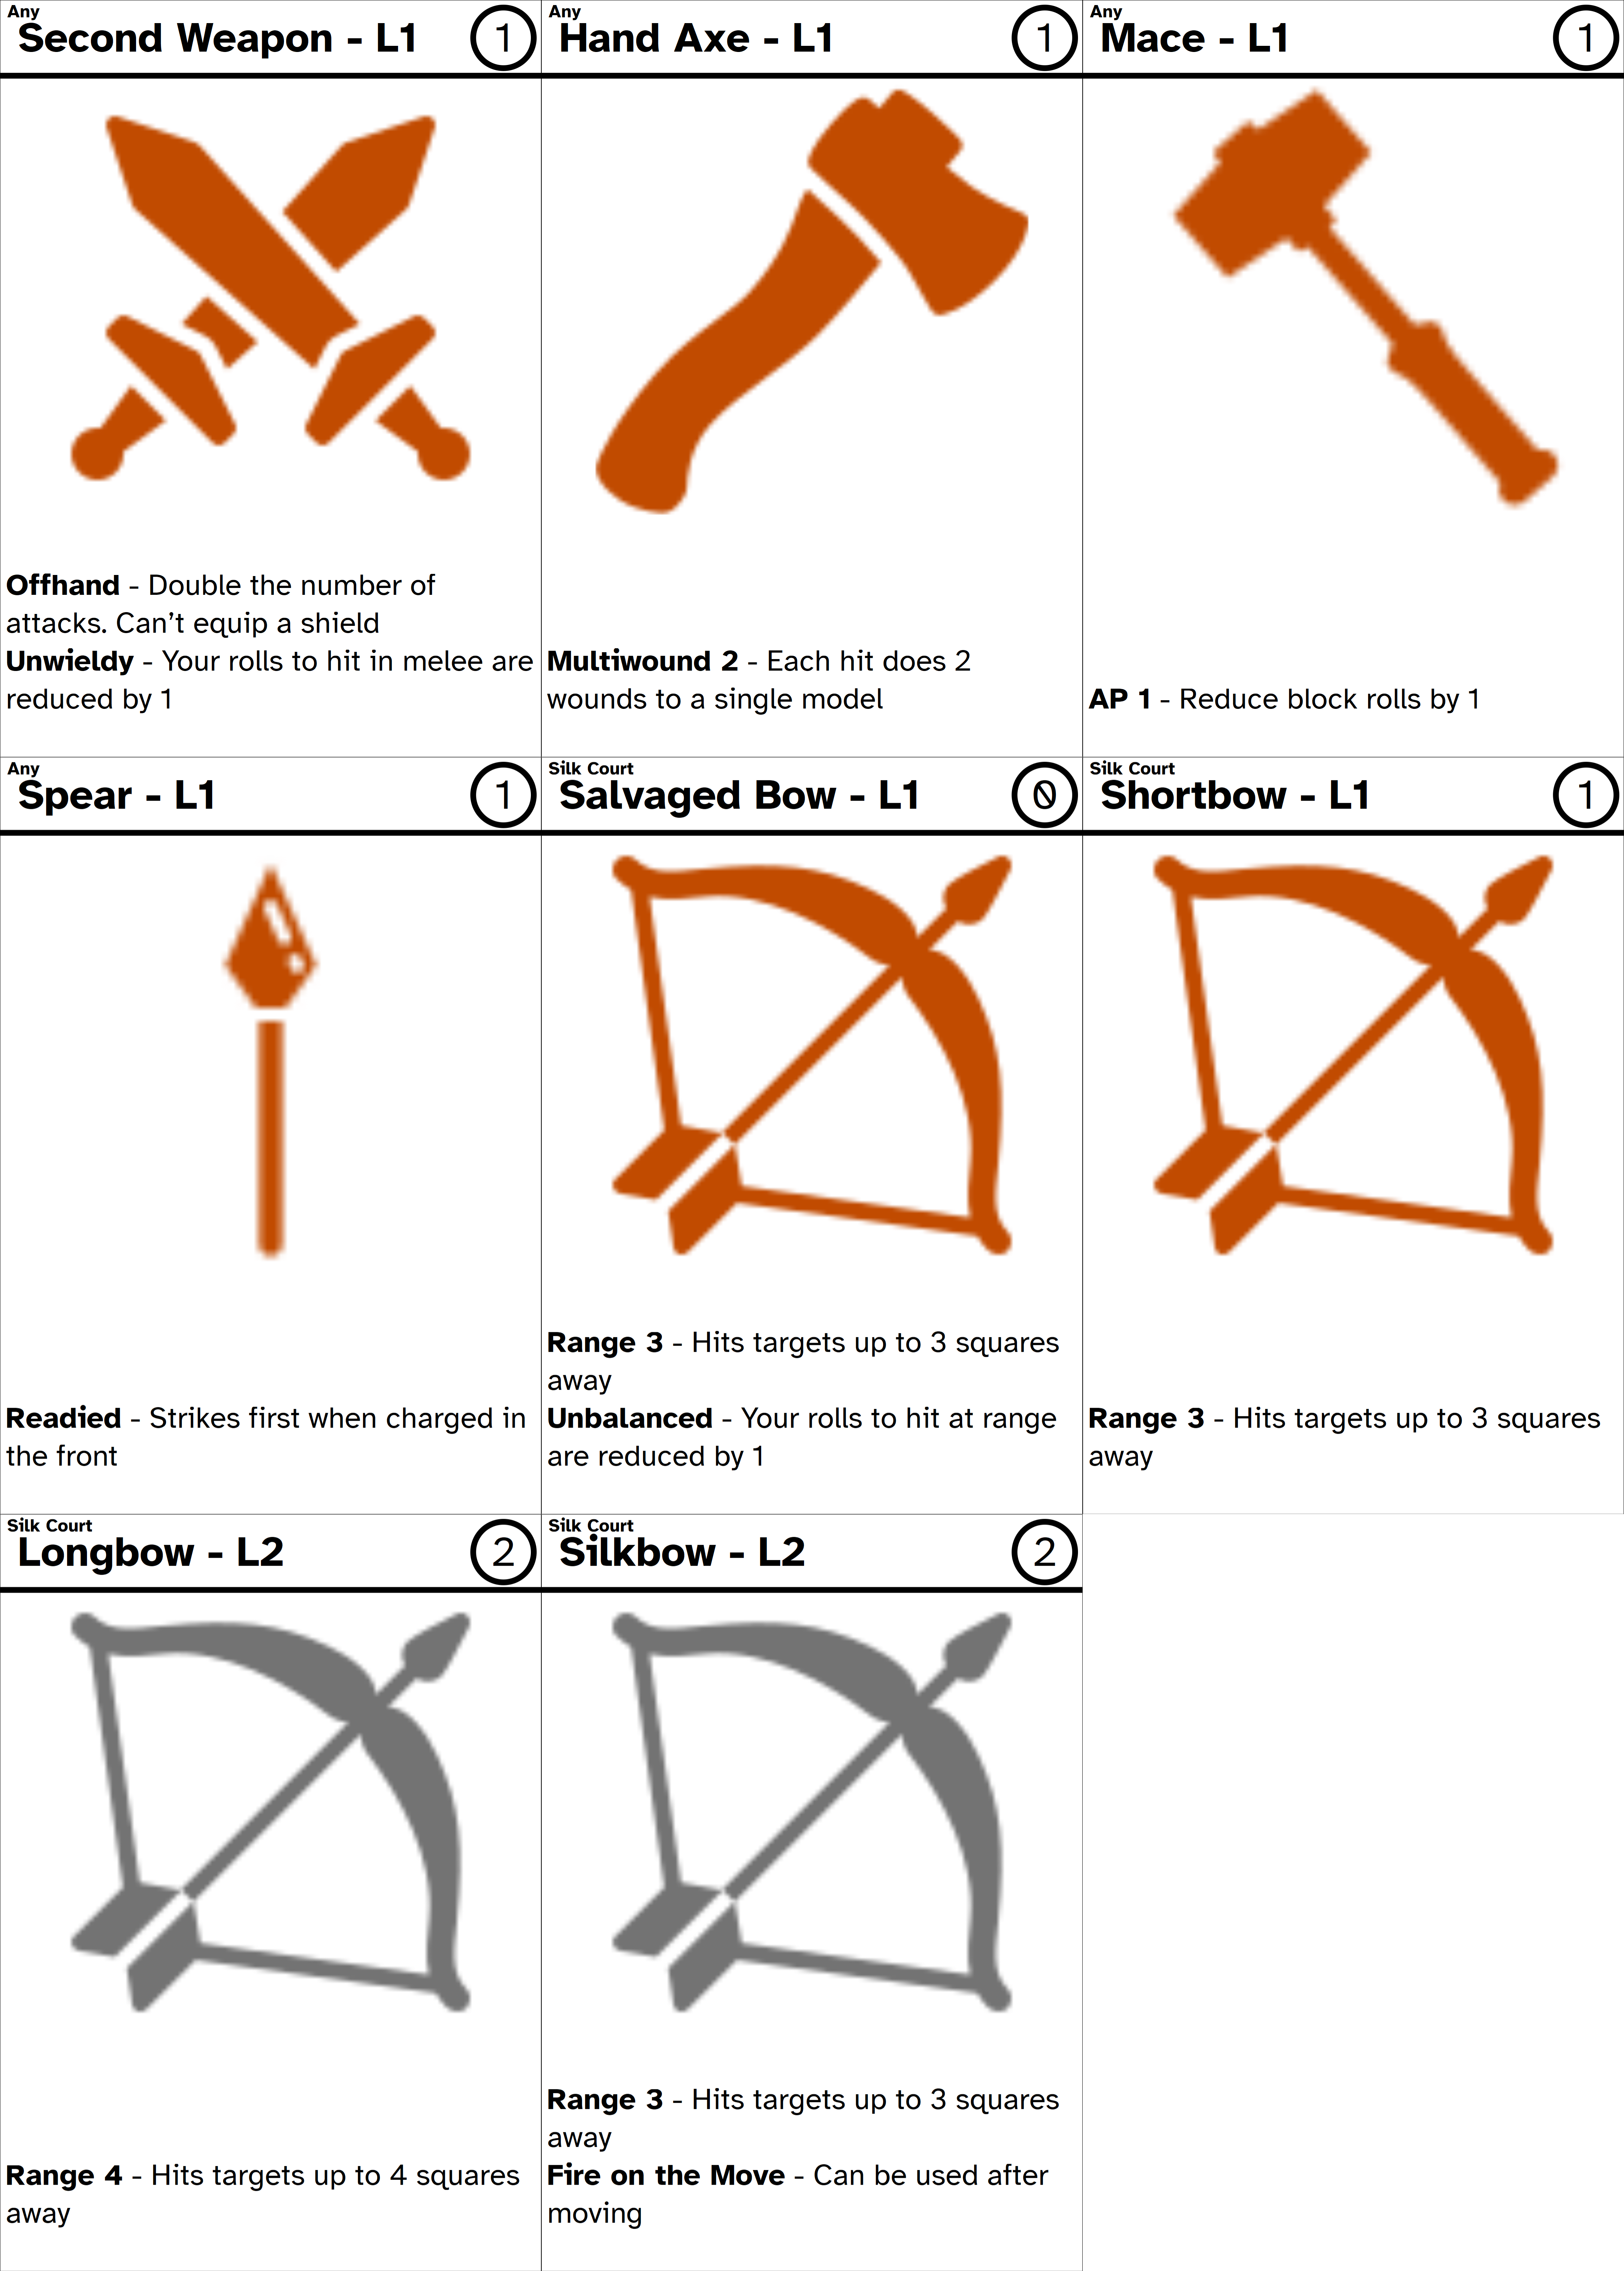 Any
Second Weapon - L1
1
Offhand - Double the number of
attacks. Can't equip a shield
Unwieldy - Your rolls to hit in melee are
reduced by 1
Any
Hand Axe - L1
1
Multiwound 2 - Each hit does 2
wounds to a single model
Any
Mace - L1
1
AP 1 - Reduce block rolls by 1
Any
Spear - L1
1
Readied - Strikes first when charged in
the front
Silk Court
Salvaged Bow - L1
0
Range 3 - Hits targets up to 3 squares
away
Unbalanced - Your rolls to hit at range
are reduced by 1
Silk Court
Shortbow - L1
1
Range 3 - Hits targets up to 3 squares
away
Silk Court
Longbow - L2
2
Range 4 - Hits targets up to 4 squares
away
Silk Court
Silkbow - L2
2
Range 3 - Hits targets up to 3 squares
away
Fire on the Move - Can be used after
moving